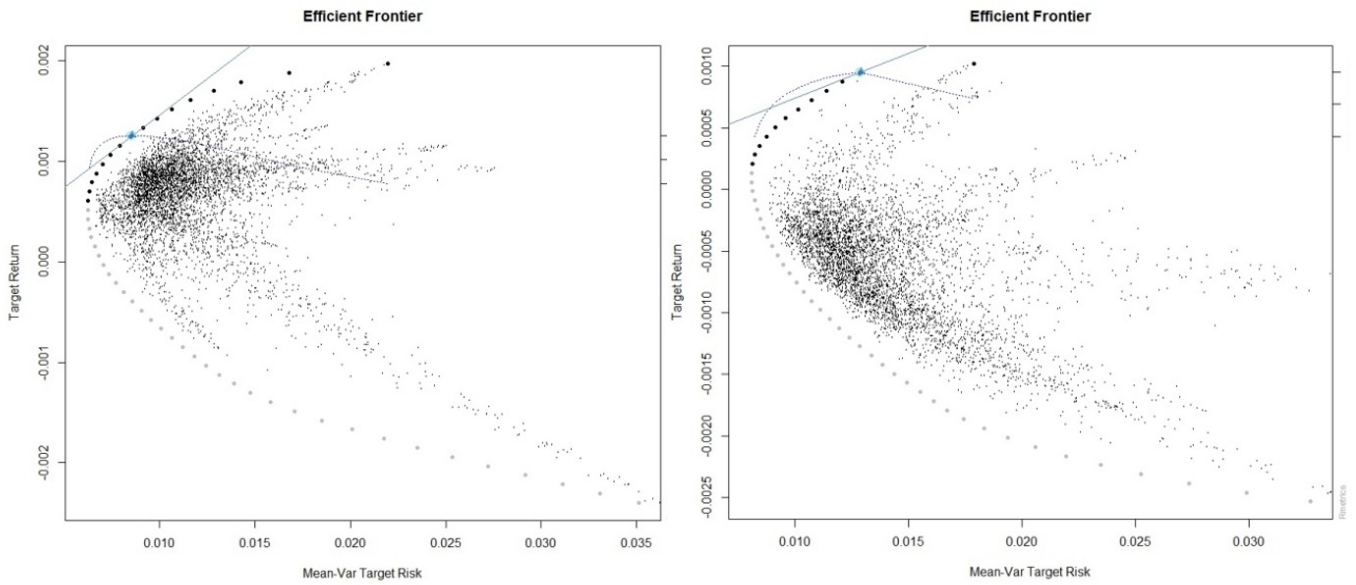 Efficient Frontier
0.002
0.001
0.000
-0.001
-0.002
Target Return
0.010 0.015 0.020 0.025 0.030 0.035
Mean-Var Target Risk
Efficient Frontier
0.0010
0.0005
0.0000
-0.0005
-0.0010
-0.0015
-0.0020
-0.0025
Target Return
0.010 0.015 0.020 0.025 0.030
Mean-Var Target Risk
Rmetrics